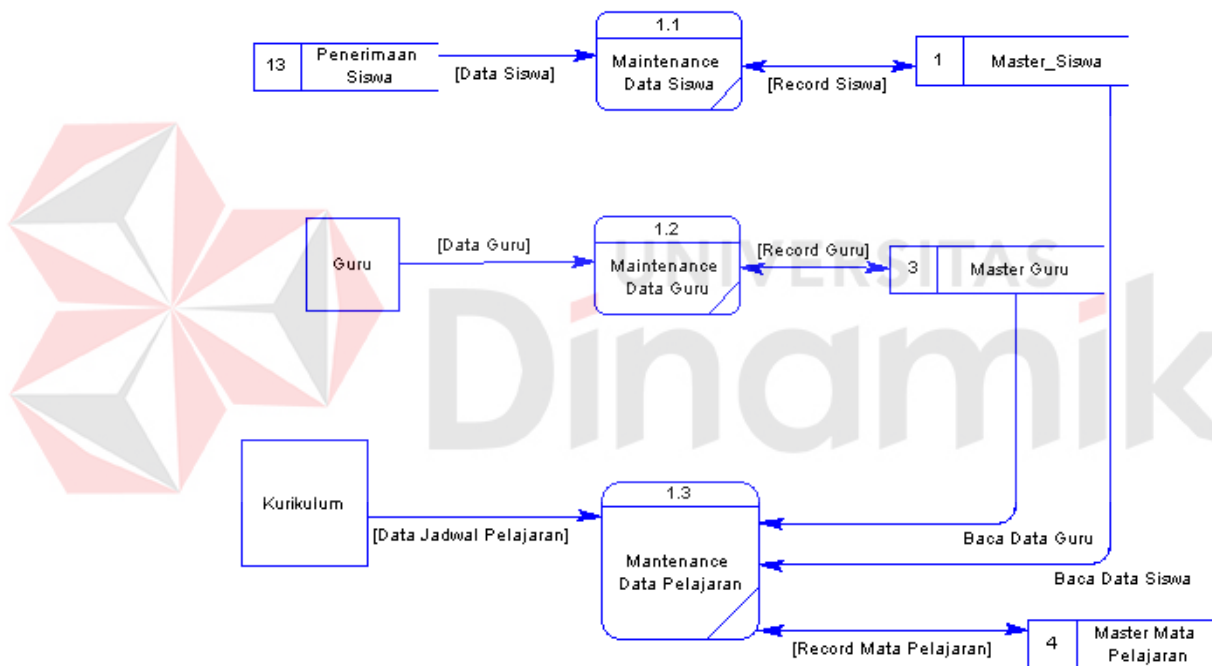 1.1
13
Penerimaan
Siswa
[Data Siswa]
Maintenance
Data Siswa
[Record Siswa]
1
Master_Siswa
1.2
Guru
[Data Guru]
Maintenance
Data Guru
[Record Guru]
3
Master Guru
UNIVERSITAS
Dinamik
1.3
Kurikulum
[Data Jadwal Pelajaran]
Mantenance
Data Pelajaran
Baca Data Guru
Baca Data Siswa
[Record Mata Pelajaran]
4
Master Mata
Pelajaran